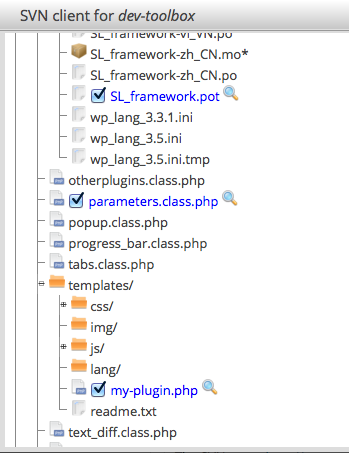 SVN client for dev-toolbox
SL_framework-vi_VN.po
SL_framework-zh_CN.mo*
SL_framework-zh_CN.po
SL_framework.pot
wp_lang_3.3.1.ini
wp_lang_3.5.ini
wp_lang_3.5.ini.tmp
otherplugins.class.php
parameters.class.php
popup.class.php
progress_bar.class.php
tabs.class.php
templates/
css/
img/
js/
lang/
my-plugin.php
readme.txt
text_diff.class.php